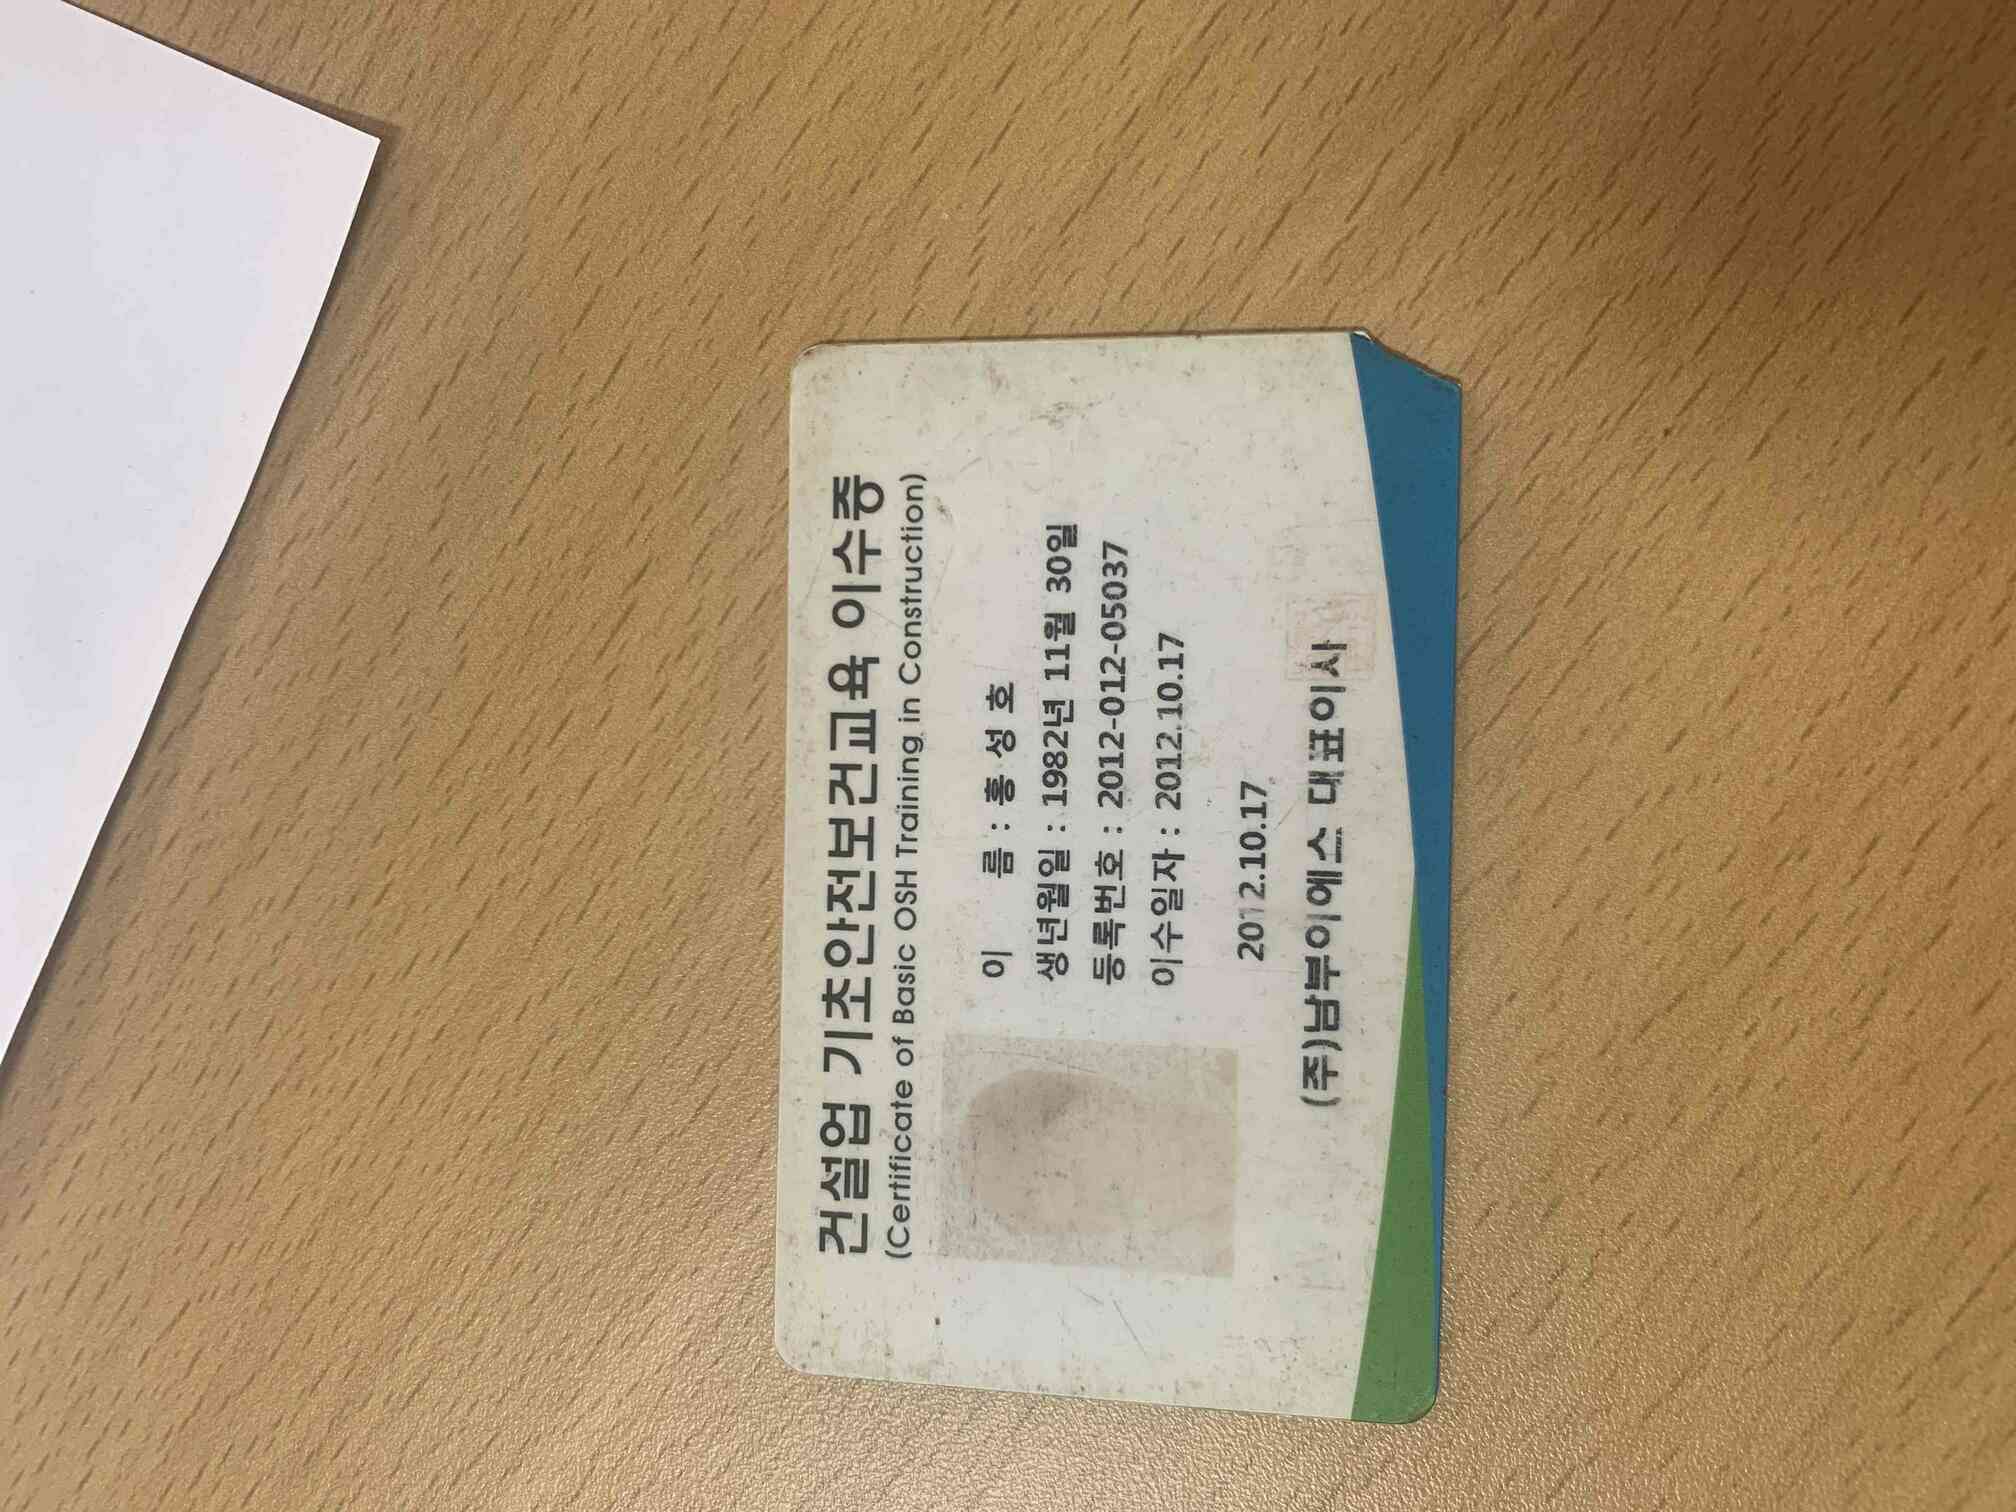 건설업 기초안전보건교육 이수증
(Certificate of Basic OSH Training in Construction)
이 름 : 홍 성 호
생년월일 : 1982년 11월 30일
등록번호 : 2012-012-05037
이수일자 : 2012.10.17
2012.10.17
(주)남부이에스 대표이사